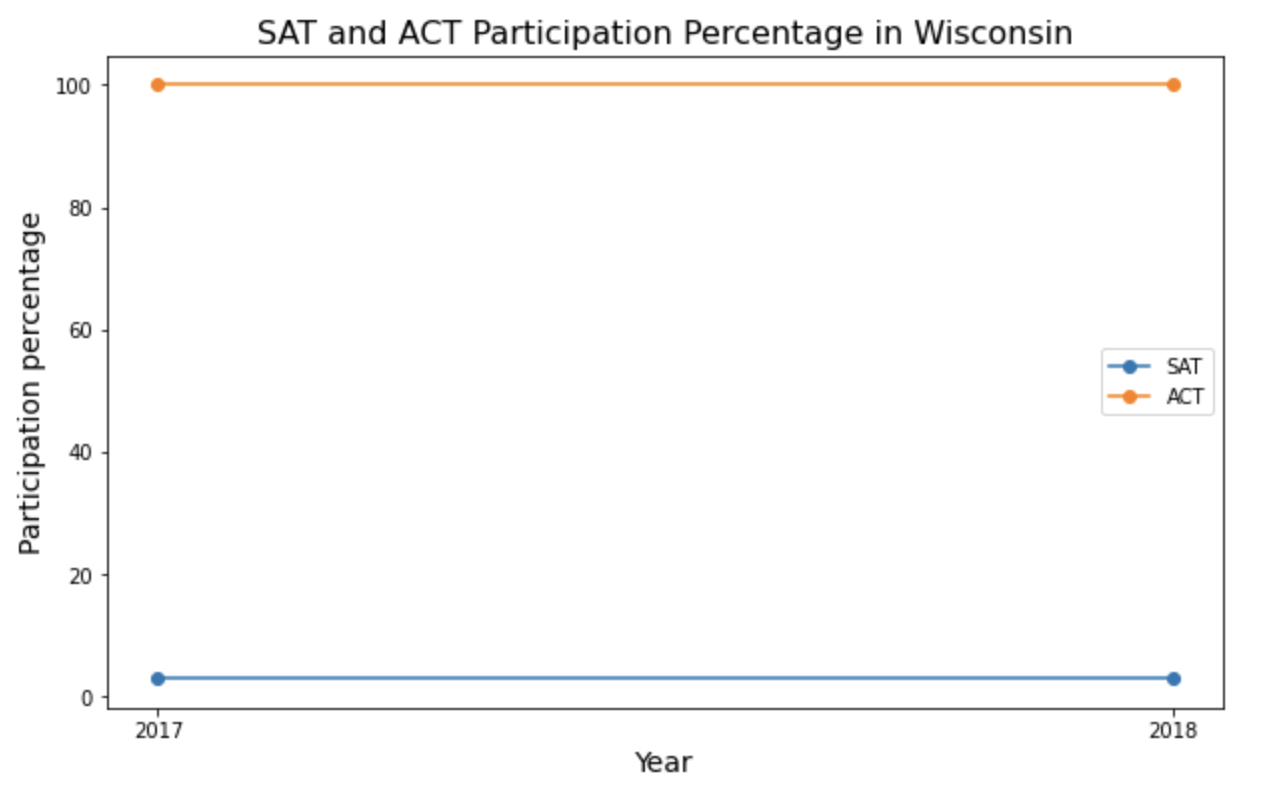 SAT and ACT Participation Percentage in Wisconsin
100
80
60
40
20
0
Participation percentage
SAT
ACT
2017 2018
Year